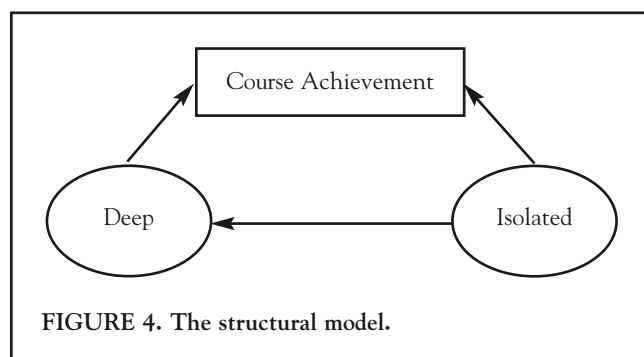 Course Achievement
Deep
Isolated
FIGURE 4. The structural model.